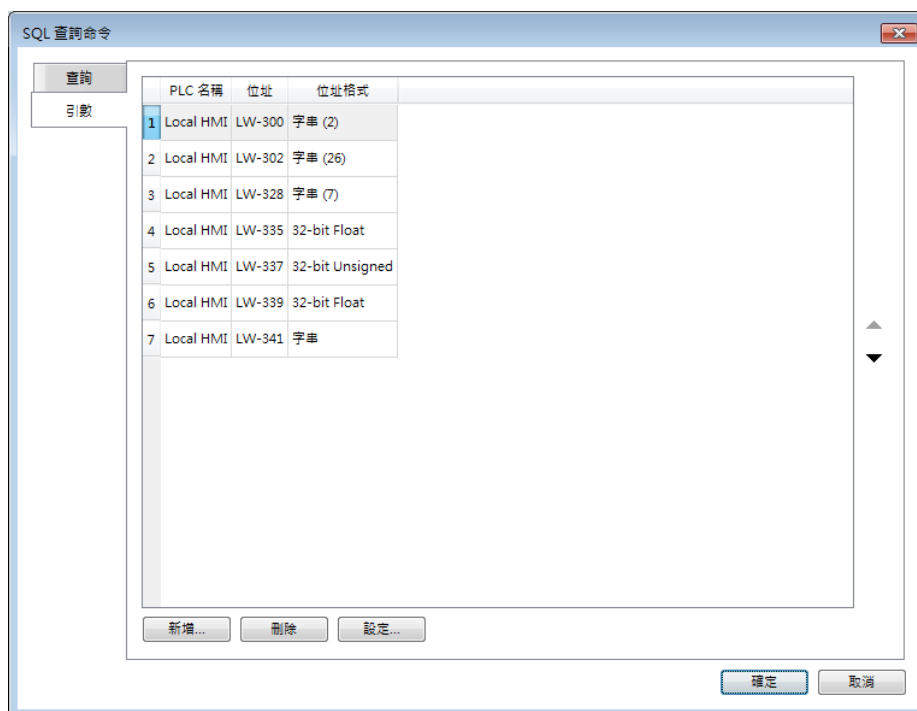 SQL 查詢命令
查詢
引數
PLC 名稱 位址 位址格式
1 Local HMI LW-300 字串 (2)
2 Local HMI LW-302 字串 (26)
3 Local HMI LW-328 字串 (7)
4 Local HMI LW-335 32-bit Float
5 Local HMI LW-337 32-bit Unsigned
6 Local HMI LW-339 32-bit Float
7 Local HMI LW-341 字串
新增... 刪除 設定...
確定 取消